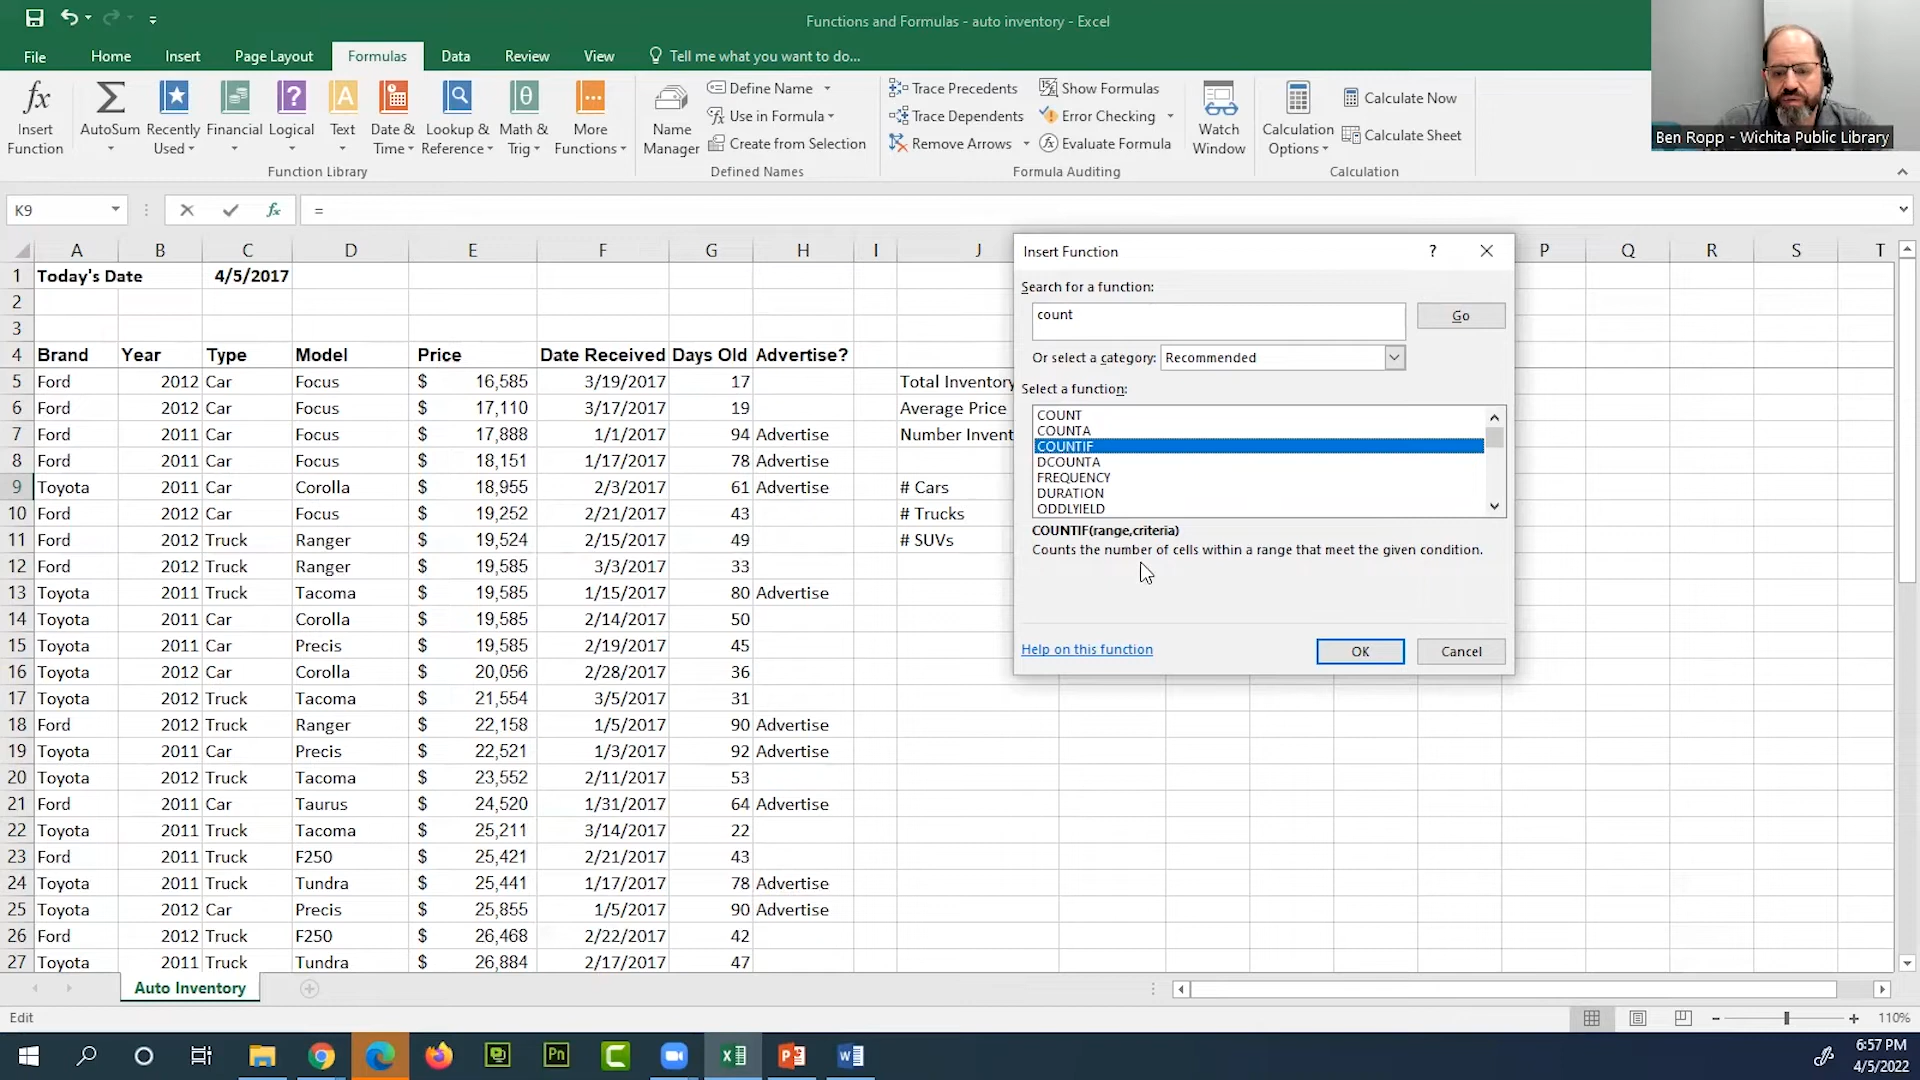 Functions and Formulas - auto inventory - Excel
File Home Insert Page Layout Formulas Data Review View Tell me what you want to do...
Insert Function
AutoSum
Recently Used
Financial
Logical
Text
Date & Time
Lookup & Reference
Math & Trig
More Functions
Function Library
Name Manager
Define Name
Use in Formula
Create from Selection
Defined Names
Trace Precedents
Trace Dependents
Remove Arrows
Show Formulas
Error Checking
Evaluate Formula
Formula Auditing
Watch Window
Calculation Options
Calculate Now
Calculate Sheet
Calculation
Ben Ropp - Wichita Public Library
K9 fx =
A B C D E F G H I J P Q R S T
1 Today's Date 4/5/2017
2
3
4 Brand Year Type Model Price Date Received Days Old Advertise?
5 Ford 2012 Car Focus $ 16,585 3/19/2017 17 Total Inventory
6 Ford 2012 Car Focus $ 17,110 3/17/2017 19 Average Price
7 Ford 2011 Car Focus $ 17,888 1/1/2017 94 Advertise Number Invent
8 Ford 2011 Car Focus $ 18,151 1/17/2017 78 Advertise
9 Toyota 2011 Car Corolla $ 18,955 2/3/2017 61 Advertise # Cars
10 Ford 2012 Car Focus $ 19,252 2/21/2017 43 # Trucks
11 Ford 2012 Truck Ranger $ 19,524 2/15/2017 49 # SUVs
12 Ford 2012 Truck Ranger $ 19,585 3/3/2017 33
13 Toyota 2011 Truck Tacoma $ 19,585 1/15/2017 80 Advertise
14 Toyota 2011 Car Corolla $ 19,585 2/14/2017 50
15 Toyota 2011 Car Precis $ 19,585 2/19/2017 45
16 Toyota 2012 Car Corolla $ 20,056 2/28/2017 36
17 Toyota 2012 Truck Tacoma $ 21,554 3/5/2017 31
18 Ford 2012 Truck Ranger $ 22,158 1/5/2017 90 Advertise
19 Toyota 2011 Car Precis $ 22,521 1/3/2017 92 Advertise
20 Toyota 2012 Truck Tacoma $ 23,552 2/11/2017 53
21 Ford 2011 Car Taurus $ 24,520 1/31/2017 64 Advertise
22 Toyota 2011 Truck Tacoma $ 25,211 3/14/2017 22
23 Ford 2011 Truck F250 $ 25,421 2/21/2017 43
24 Toyota 2011 Truck Tundra $ 25,441 1/17/2017 78 Advertise
25 Toyota 2012 Car Precis $ 25,855 1/5/2017 90 Advertise
26 Ford 2012 Truck F250 $ 26,468 2/22/2017 42
27 Toyota 2011 Truck Tundra $ 26,884 2/17/2017 47
Insert Function ?
Search for a function:
count Go
Or select a category: Recommended
Select a function:
COUNT
COUNTA
COUNTIF
DCOUNTA
FREQUENCY
DURATION
ODDLYIELD
COUNTIF(range,criteria)
Counts the number of cells within a range that meet the given condition.
Help on this function OK Cancel
Auto Inventory
Edit 110%
Pn
6:57 PM
4/5/2022